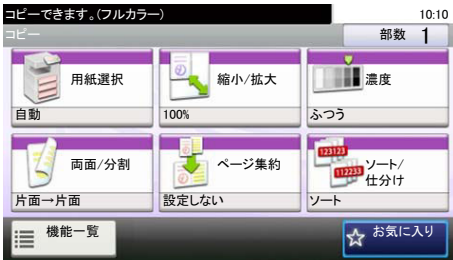 コピーできます。(フルカラー)
10:10
コピー
部数 1
用紙選択
自動
縮小/拡大
100%
濃度
ふつう
両面/分割
片面→片面
ページ集約
設定しない
123123
112233
ソート/
仕分け
ソート
機能一覧
お気に入り